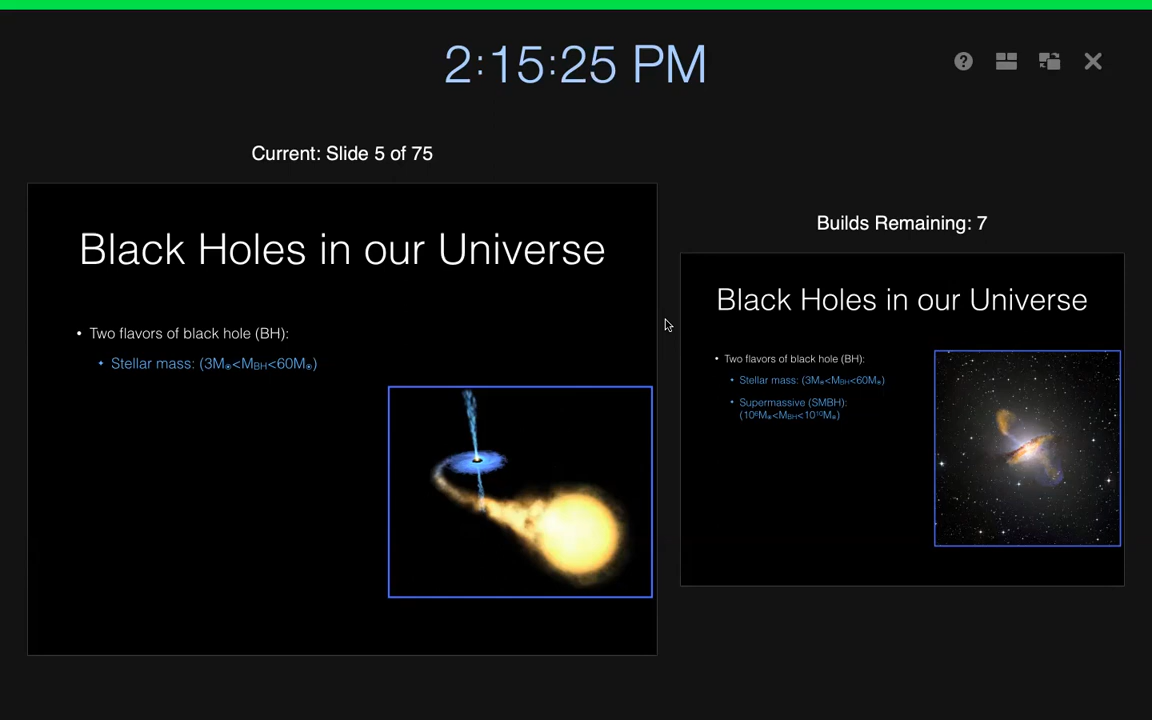 2:15:25 PM
?
Current: Slide 5 of 75
Black Holes in our Universe
• Two flavors of black hole (BH):
• Stellar mass: (3M☉<MBH<60M☉)
Builds Remaining: 7
Black Holes in our Universe
• Two flavors of black hole (BH):
• Stellar mass: (3M☉<MBH<60M☉)
• Supermassive (SMBH):
(10⁶M☉<MBH<10¹⁰M☉)